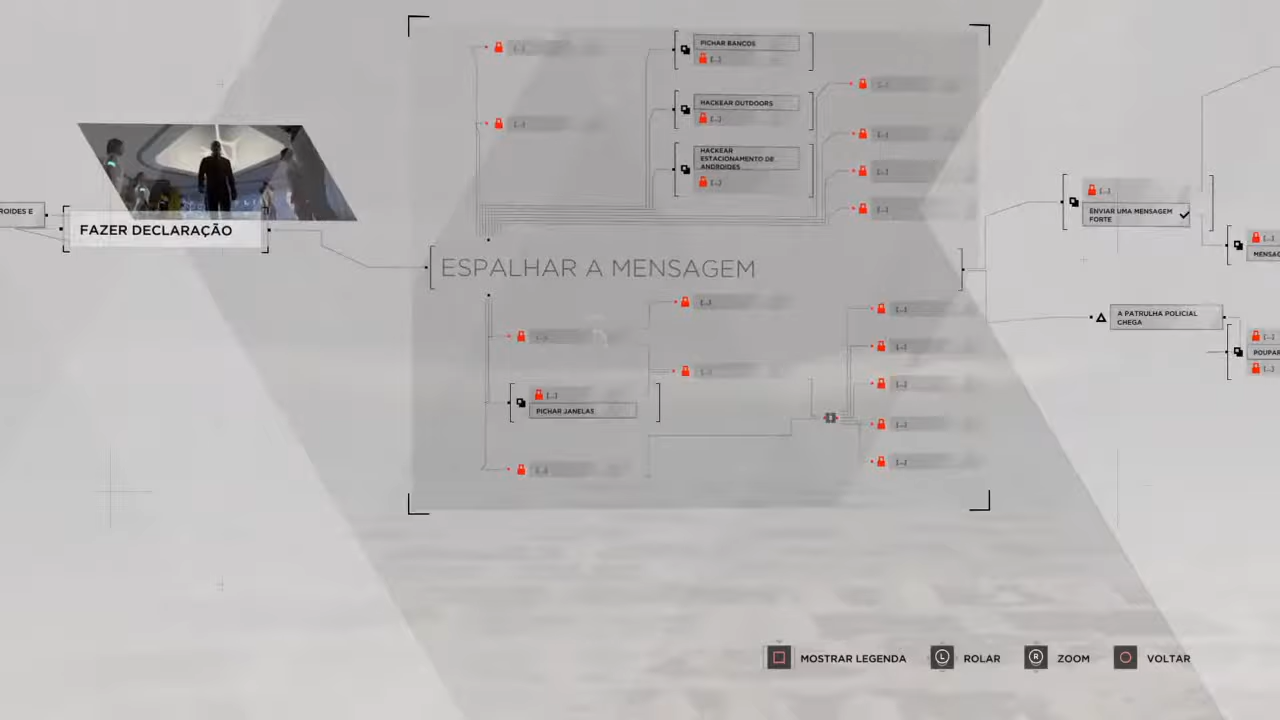 [...]
PICHAR BANCOS
[...]
[...]
[...]
HACKEAR OUTDOORS
[...]
[...]
HACKEAR
ESTACIONAMENTO DE
ANDROIDES
[...]
[...]
[...]
[...]
ENVIAR UMA MENSAGEM
FORTE
ROIDES E
FAZER DECLARAÇÃO
[...]
MENSAG
ESPALHAR A MENSAGEM
[...]
[...]
[...]
[...]
[...]
[...]
PICHAR JANELAS
[...]
[...]
[...]
[...]
A PATRULHA POLICIAL
CHEGA
[...]
POUPAR
[...]
MOSTRAR LEGENDA
L
ROLAR
R
ZOOM
VOLTAR